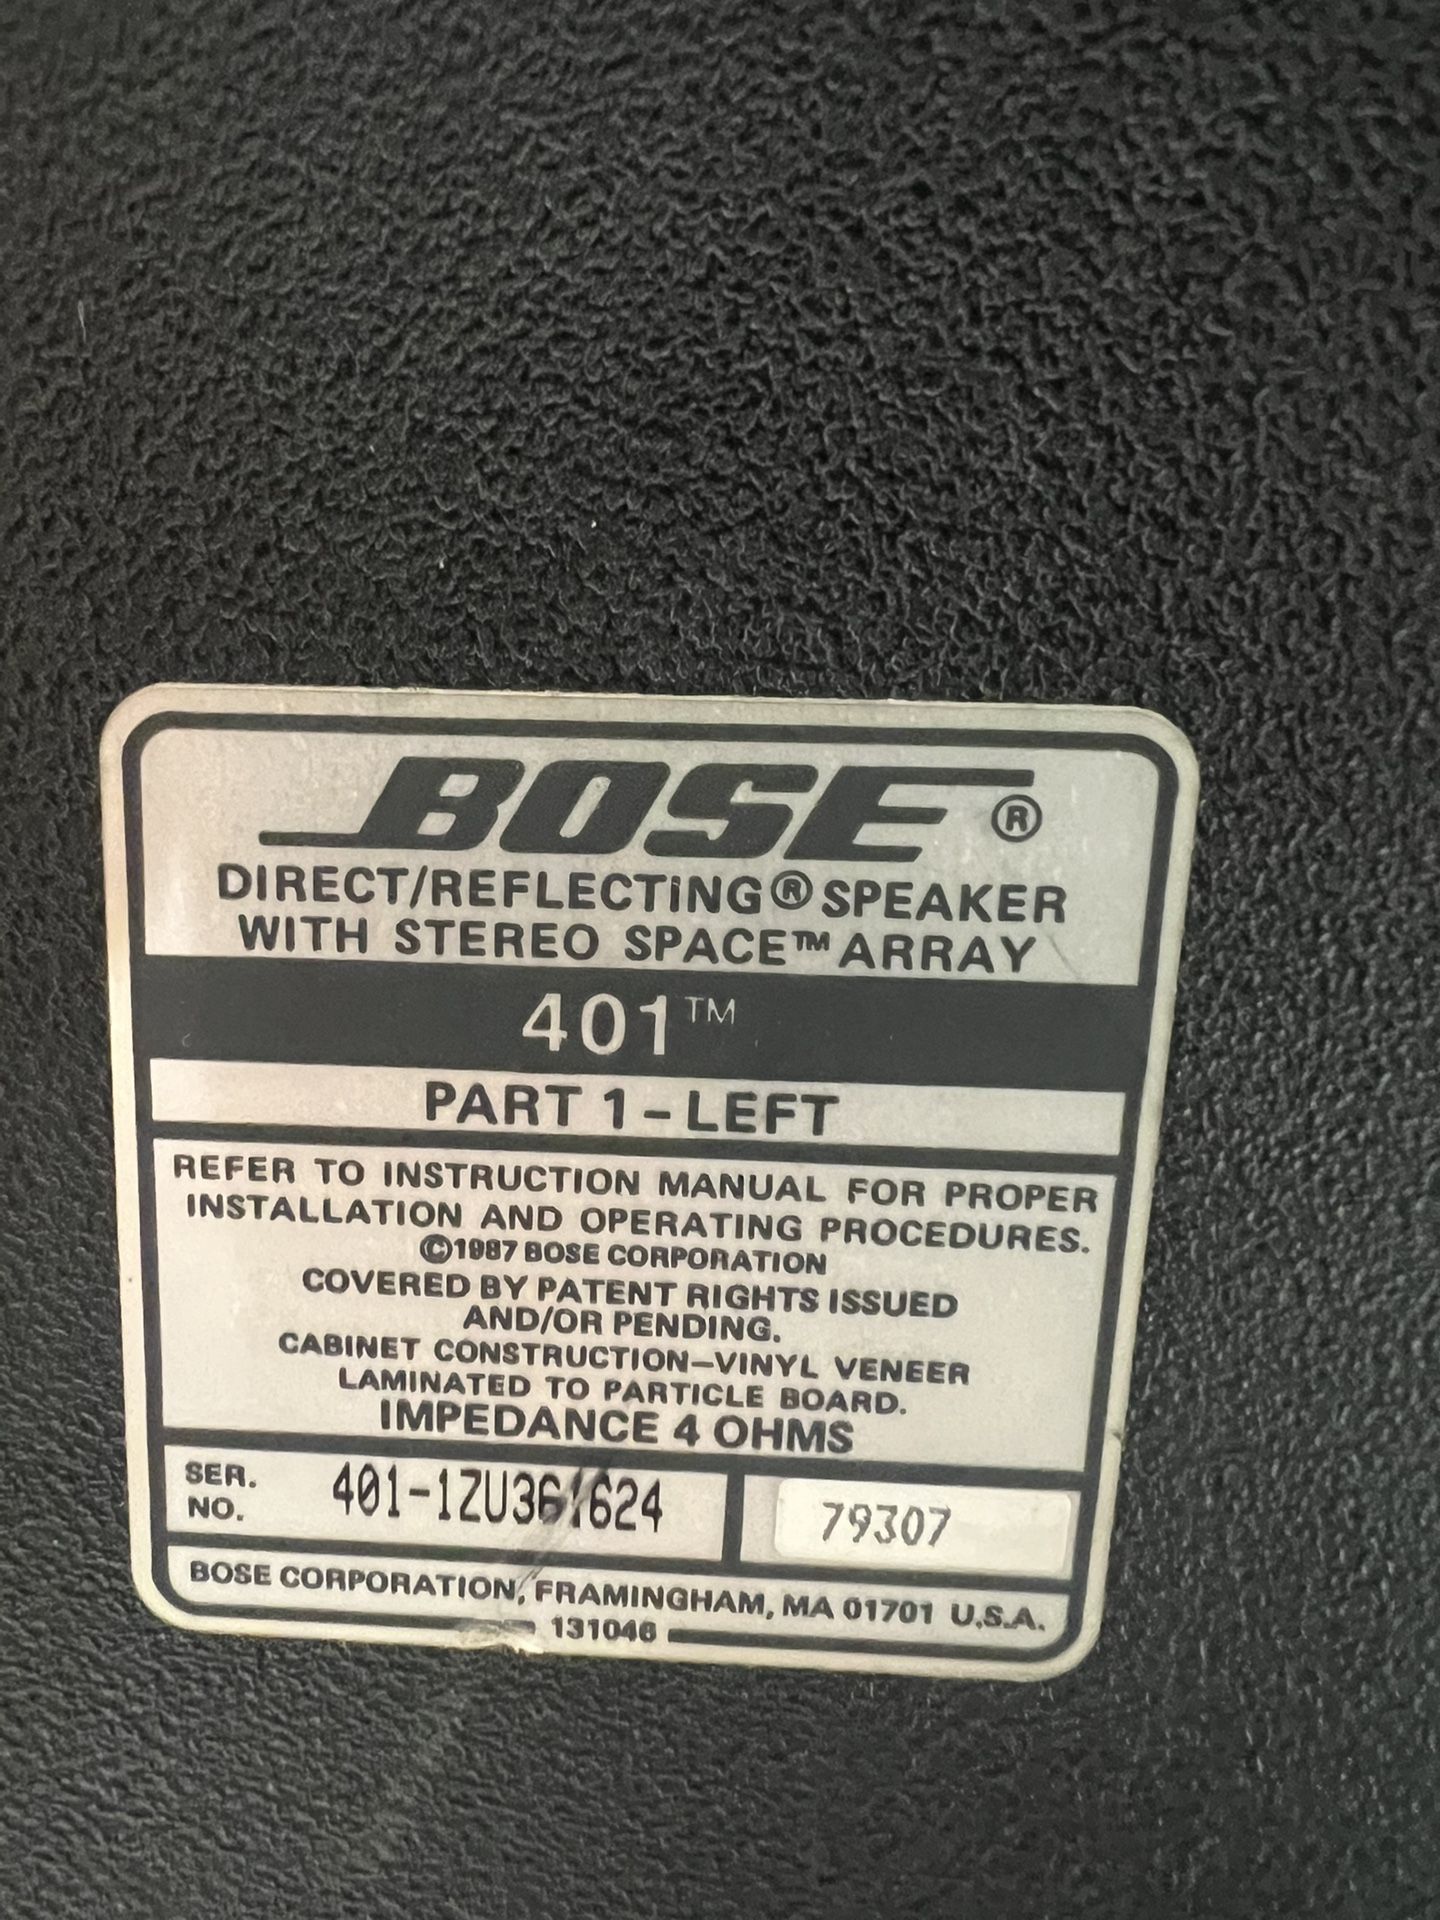 BOSE®
DIRECT/REFLECTING® SPEAKER
WITH STEREO SPACE™ ARRAY
401™
PART 1 – LEFT
REFER TO INSTRUCTION MANUAL FOR PROPER
INSTALLATION AND OPERATING PROCEDURES.
©1987 BOSE CORPORATION
COVERED BY PATENT RIGHTS ISSUED
AND/OR PENDING.
CABINET CONSTRUCTION–VINYL VENEER
LAMINATED TO PARTICLE BOARD.
IMPEDANCE 4 OHMS
SER. NO. 401-1ZU361624 79307
BOSE CORPORATION, FRAMINGHAM, MA 01701 U.S.A.
131046